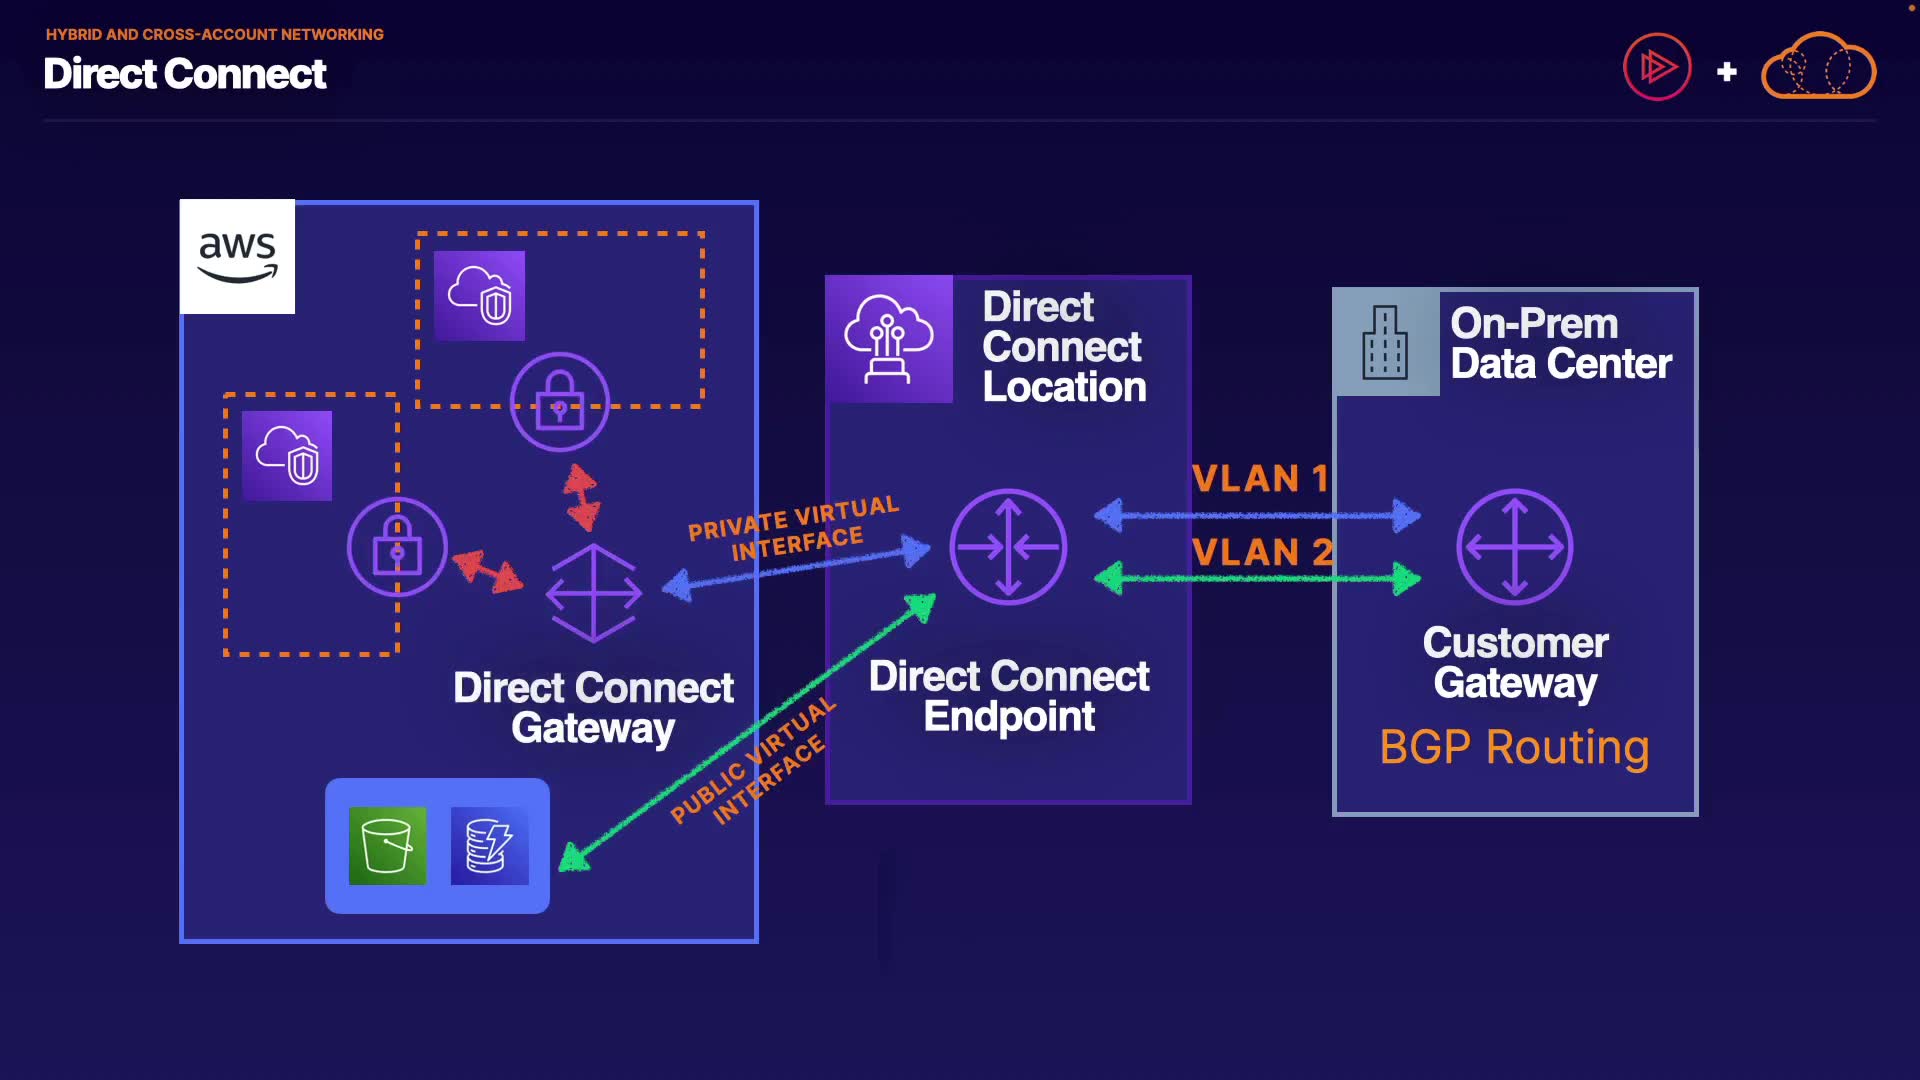 HYBRID AND CROSS-ACCOUNT NETWORKING
Direct Connect
aws
Direct
Connect
Location
On-Prem
Data Center
PRIVATE VIRTUAL
INTERFACE
VLAN 1
VLAN 2
Direct Connect
Gateway
Direct Connect
Endpoint
Customer
Gateway
BGP Routing
PUBLIC VIRTUAL
INTERFACE